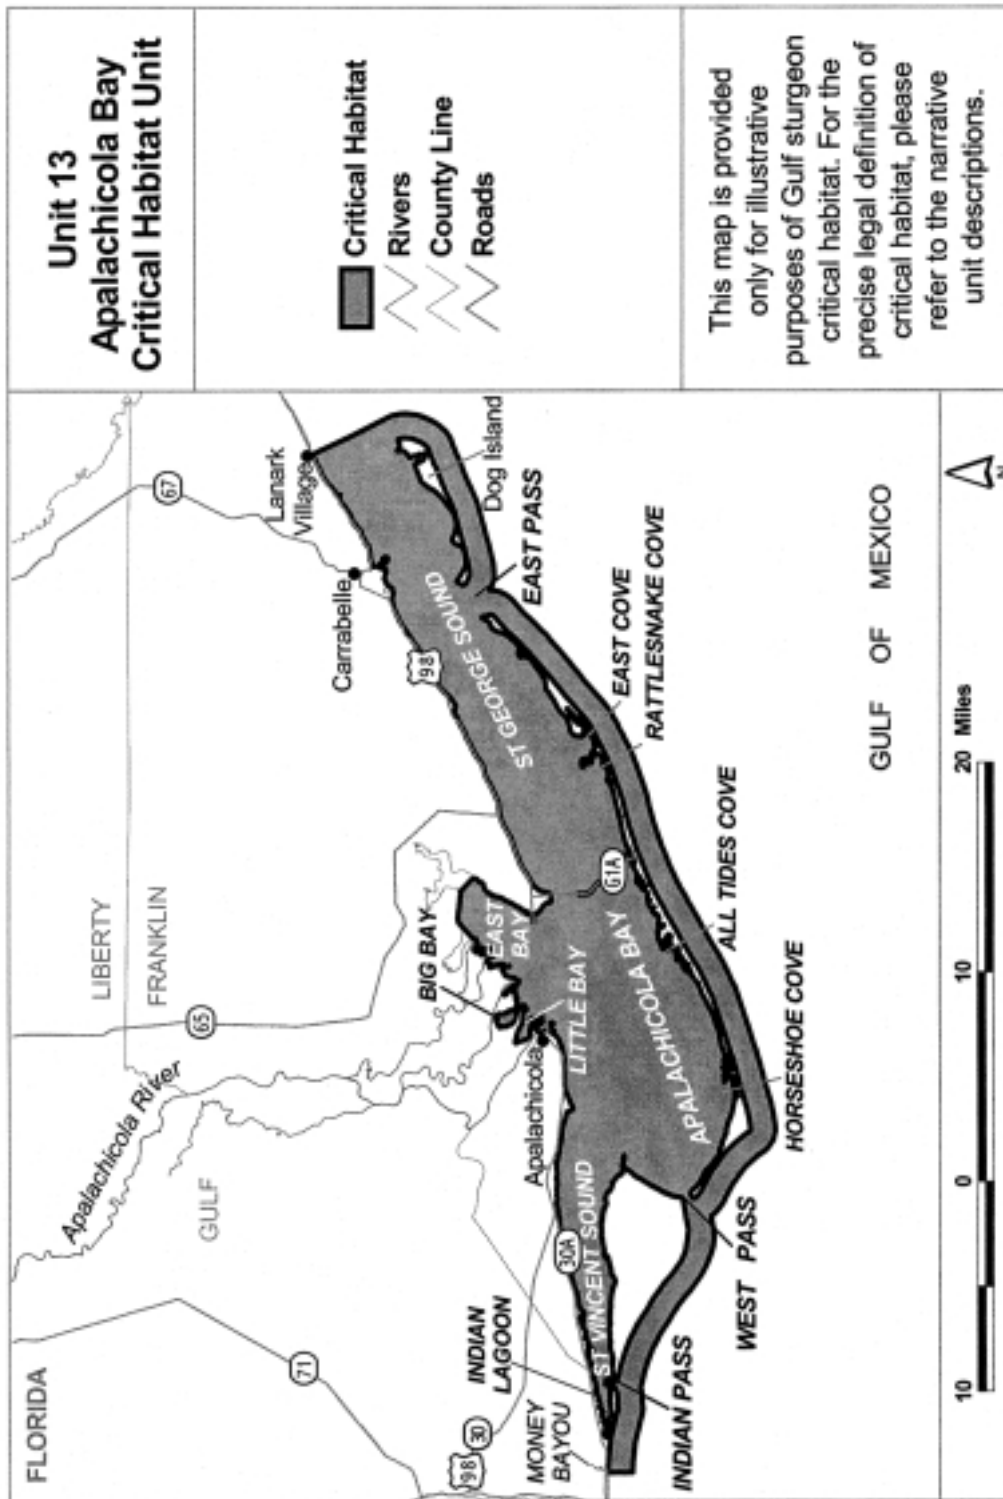 Unit 13
Apalachicola Bay
Critical Habitat Unit
Critical Habitat
Rivers
County Line
Roads
This map is provided
only for illustrative
purposes of Gulf sturgeon
critical habitat. For the
precise legal definition of
critical habitat, please
refer to the narrative
unit descriptions.
FLORIDA
71
98
30
MONEY
BAYOU
INDIAN
LAGOON
INDIAN PASS
GULF
Apalachicola River
65
LIBERTY
FRANKLIN
67
Lanark
Village
Carrabelle
98
ST GEORGE SOUND
Dog Island
EAST PASS
EAST COVE
RATTLESNAKE COVE
BIG BAY
EAST
BAY
LITTLE BAY
Apalachicola
G1A
APALACHICOLA BAY
30A
ST VINCENT SOUND
WEST PASS
HORSESHOE COVE
ALL TIDES COVE
GULF OF MEXICO
10
0
10
20 Miles
N